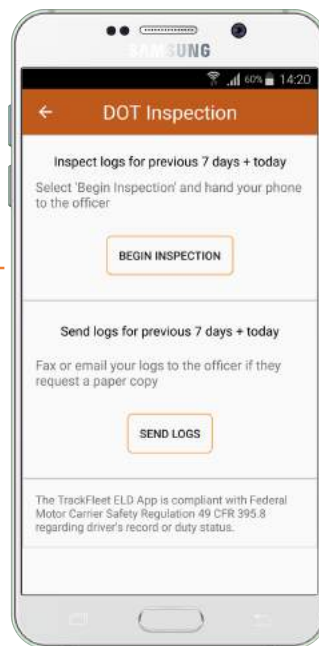 SAMSUNG
60% 14:20
DOT Inspection
Inspect logs for previous 7 days + today
Select 'Begin Inspection' and hand your phone
to the officer
BEGIN INSPECTION
Send logs for previous 7 days + today
Fax or email your logs to the officer if they
request a paper copy
SEND LOGS
The TrackFleet ELD App is compliant with Federal
Motor Carrier Safety Regulation 49 CFR 395.8
regarding driver's record or duty status.